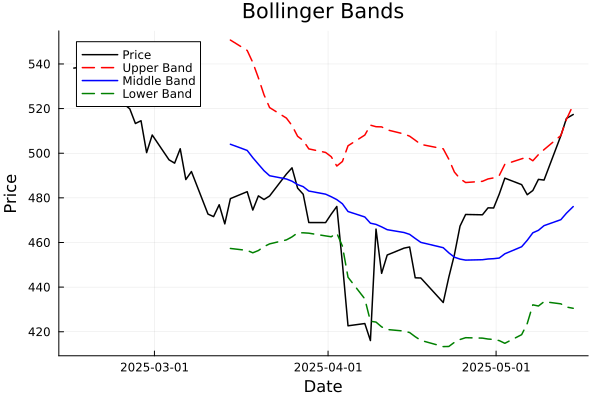 Bollinger Bands
Price
Upper Band
Middle Band
Lower Band
540
520
500
480
460
440
420
Price
2025-03-01
2025-04-01
2025-05-01
Date